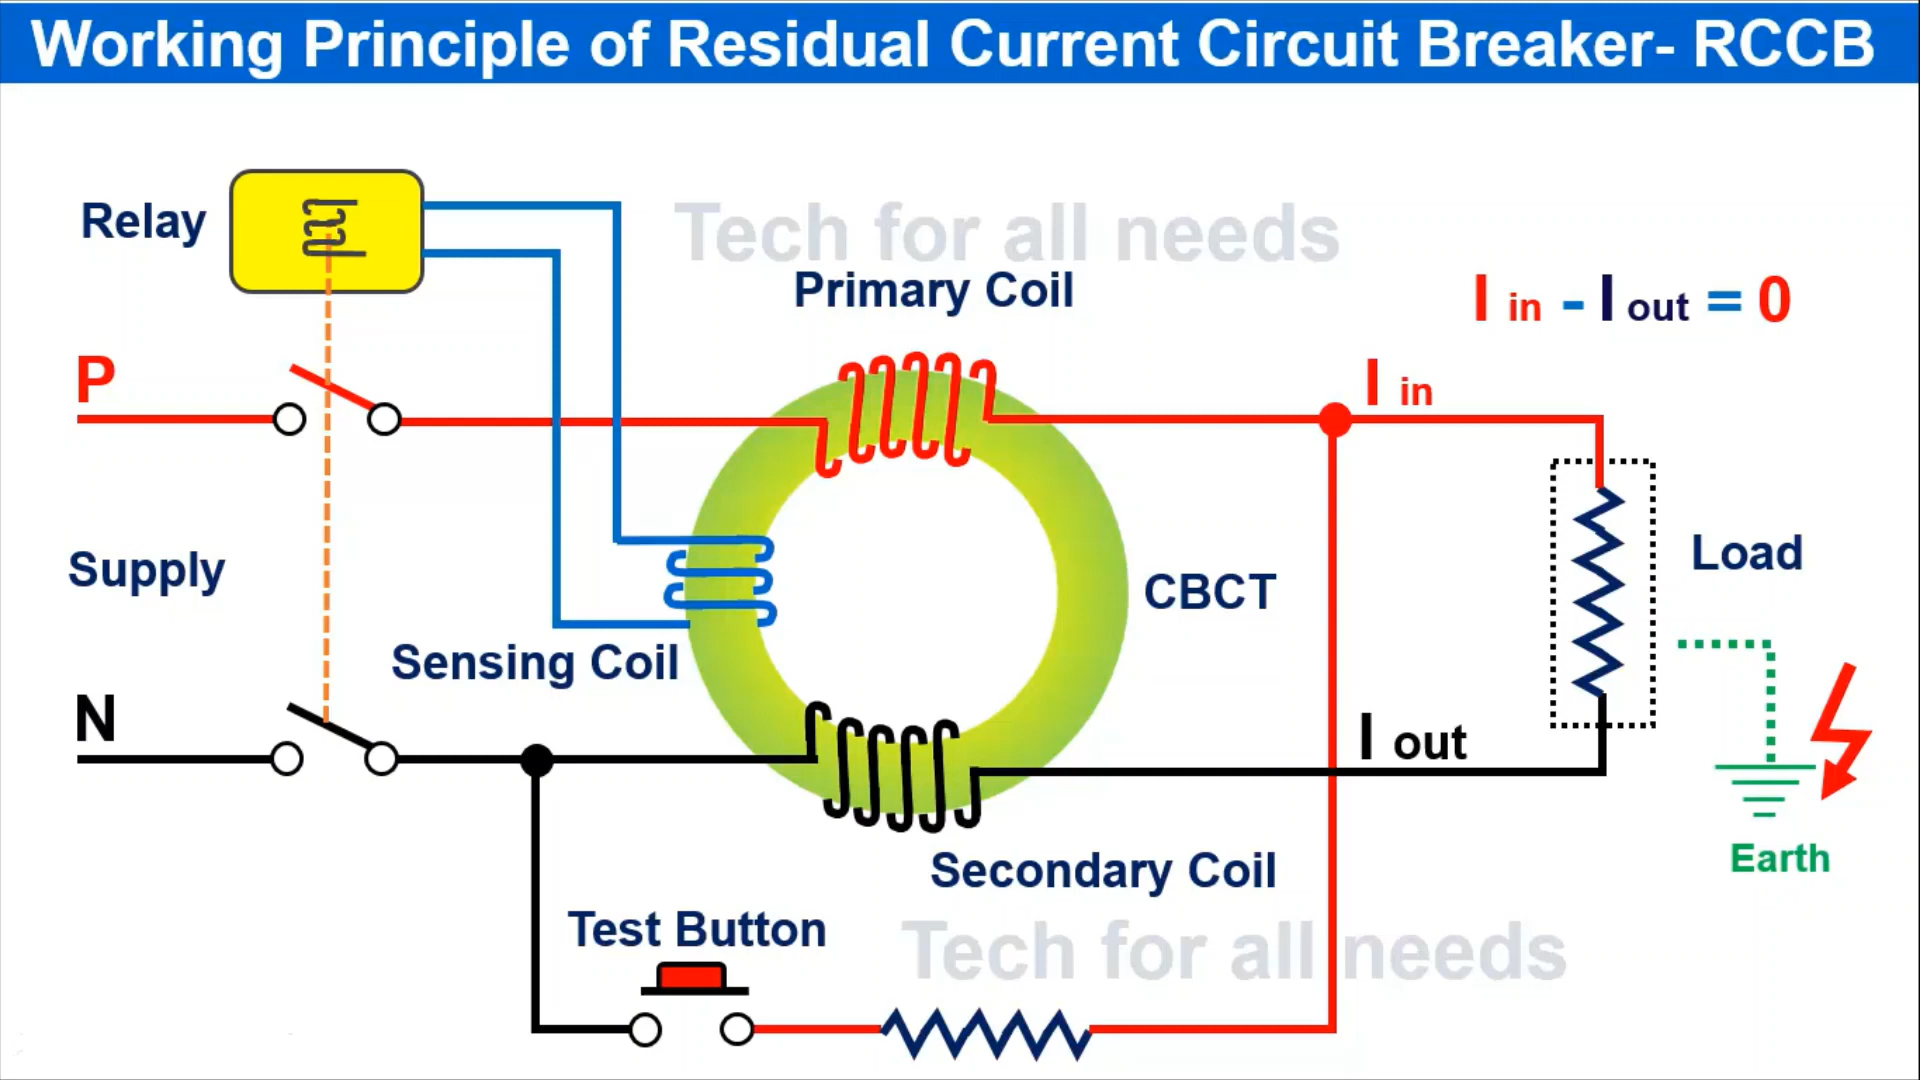 Working Principle of Residual Current Circuit Breaker- RCCB
Tech for all needs
Relay
Primary Coil
I in - I out = 0
P
I in
Supply
Load
CBCT
Sensing Coil
N
I out
Earth
Secondary Coil
Test Button
Tech for all needs